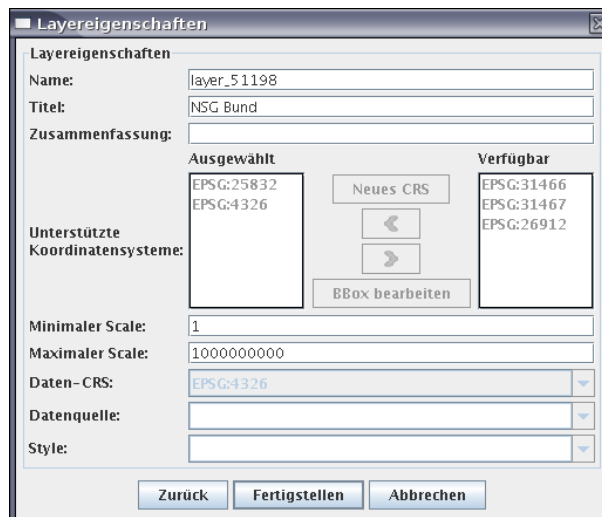 Layereigenschaften
Layereigenschaften
Name: layer_51198
Titel: NSG Bund
Zusammenfassung:
Ausgewählt Verfügbar
EPSG:25832 Neues CRS EPSG:31466
EPSG:4326 EPSG:31467
EPSG:26912
Unterstützte
Koordinatensysteme:
BBox bearbeiten
Minimaler Scale: 1
Maximaler Scale: 1000000000
Daten-CRS: EPSG:4326
Datenquelle:
Style:
Zurück Fertigstellen Abbrechen